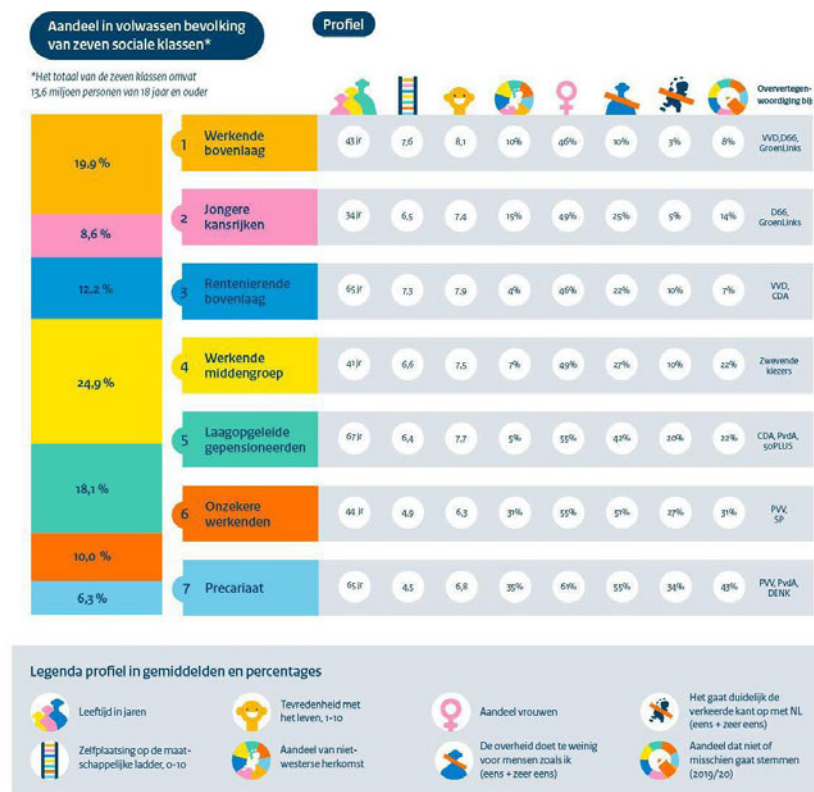 Aandeel in volwassen bevolking
van zeven sociale klassen*
Profiel
*Het totaal van de zeven klassen omvat
13,6 miljoen personen van 18 jaar en ouder
Oververtegen-
woordiging bij:
19,9 %
1 Werkende
bovenlaag
43 jr 7,6 8,1 10% 46% 10% 3% 8%
VVD,D66,
GroenLinks
8,6 %
2 Jongere
kansrijken
34 jr 6,5 7,4 15% 49% 25% 5% 14%
D66,
GroenLinks
12,2 %
3 Rentenierende
bovenlaag
65 jr 7,3 7,9 4% 46% 22% 10% 7%
VVD,
CDA
24,9 %
4 Werkende
middengroep
41 jr 6,6 7,5 7% 49% 27% 10% 22%
Zwevende
kiezers
18,1 %
5 Laagopgeleide
gepensioneerden
67 jr 6,4 7,7 5% 55% 42% 20% 22%
CDA, PvdA,
50PLUS
10,0 %
6 Onzekere
werkenden
44 jr 4,9 6,3 31% 55% 51% 27% 31%
PVV,
SP
6,3 %
7 Precariaat
65 jr 4,5 6,8 35% 61% 55% 34% 43%
PVV, PvdA,
DENK
Legenda profiel in gemiddelden en percentages
Leeftijd in jaren
Tevredenheid met
het leven, 1-10
Aandeel vrouwen
Het gaat duidelijk de
verkeerde kant op met NL
(eens + zeer eens)
Zelfplaatsing op de maat-
schappelijke ladder, 0-10
Aandeel van niet-
westerse herkomst
De overheid doet te weinig
voor mensen zoals ik
(eens + zeer eens)
Aandeel dat niet of
misschien gaat stemmen
(2019/20)